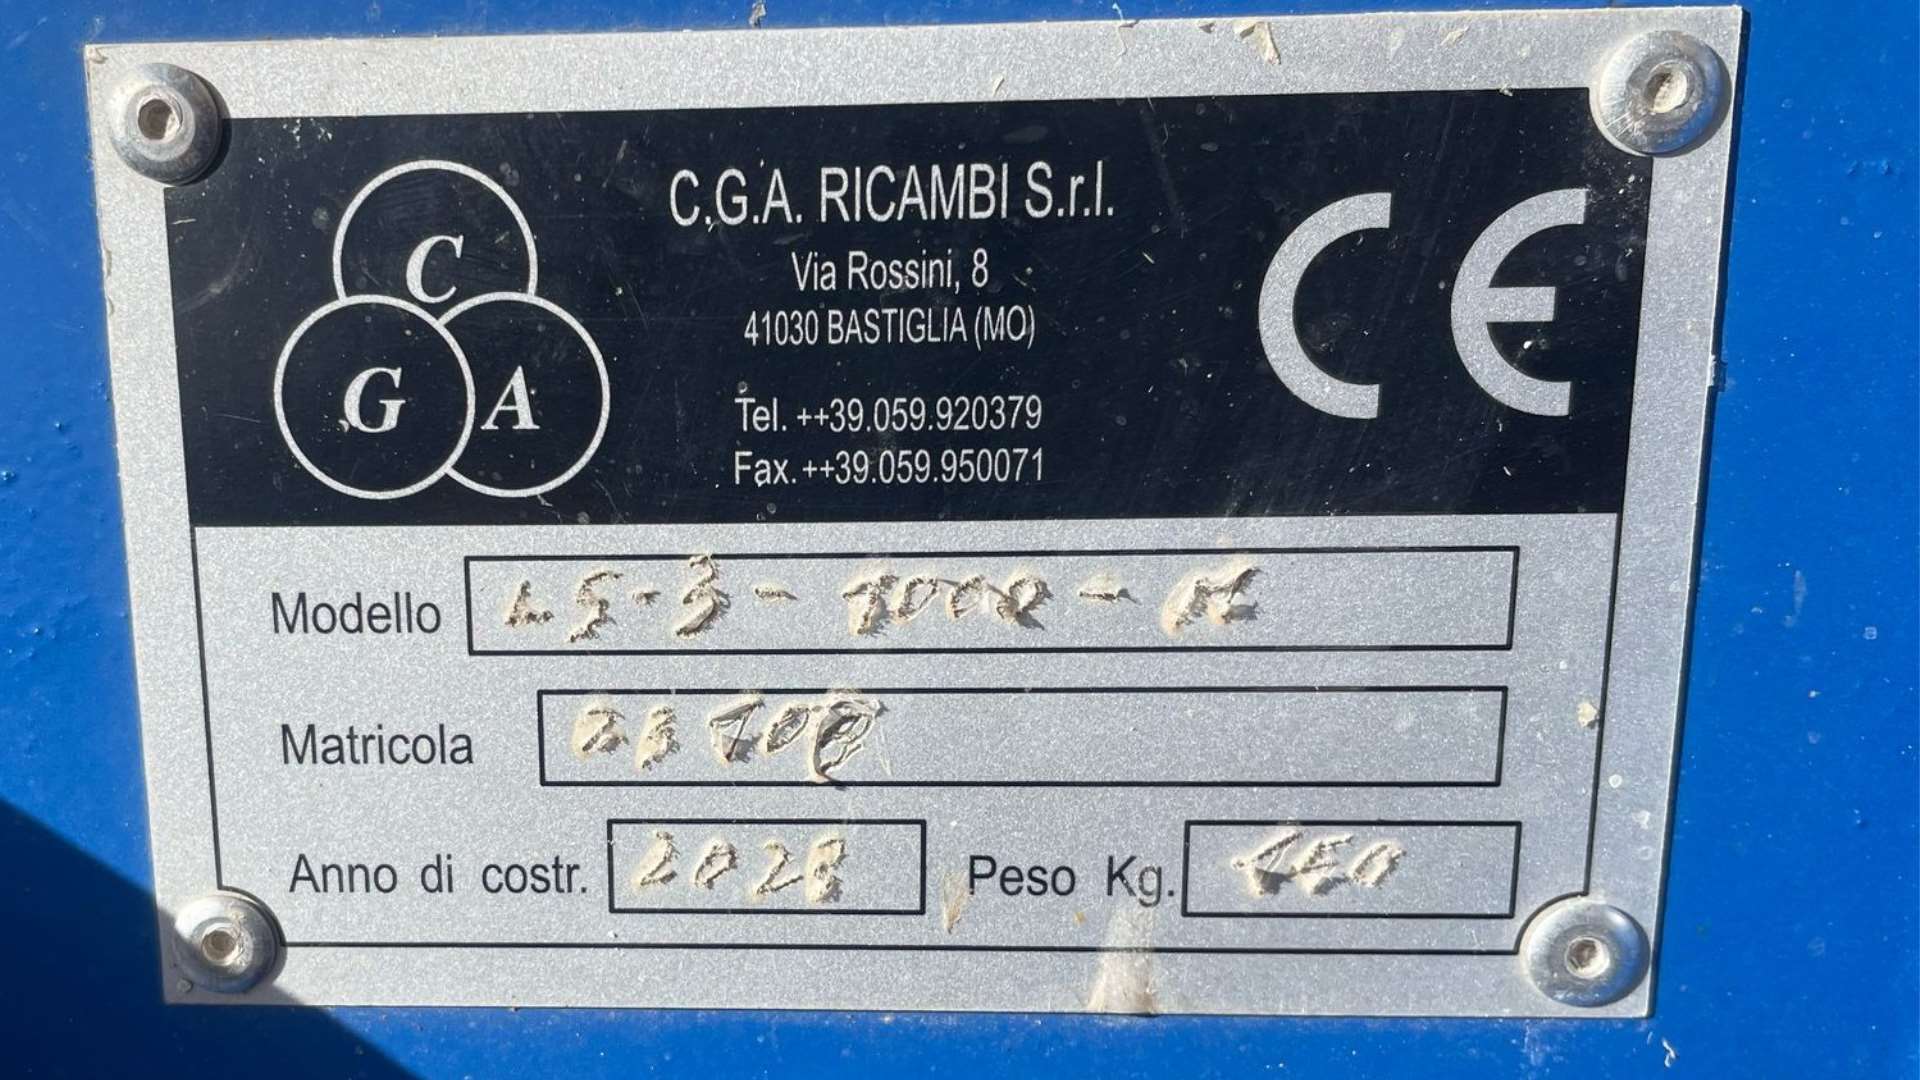 C
G A
C.G.A. RICAMBI S.r.l.
Via Rossini, 8
41030 BASTIGLIA (MO)
Tel. ++39.059.920379
Fax. ++39.059.950071
CE
Modello
Matricola
Anno di costr. 2023
Peso Kg.